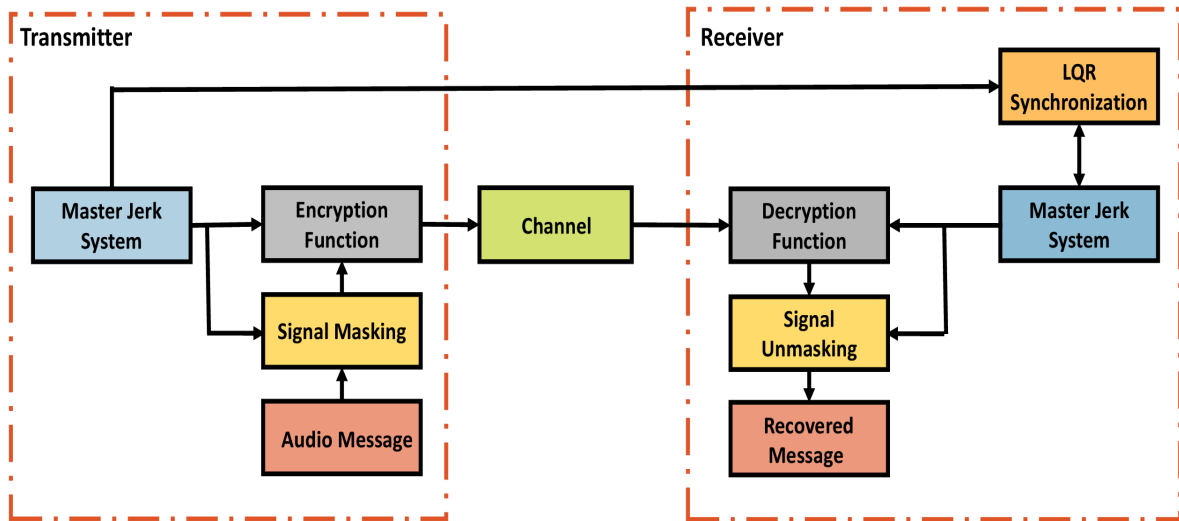 Transmitter
Receiver
LQR
Synchronization
Master Jerk
System
Encryption
Function
Channel
Decryption
Function
Master Jerk
System
Signal Masking
Signal
Unmasking
Audio Message
Recovered
Message